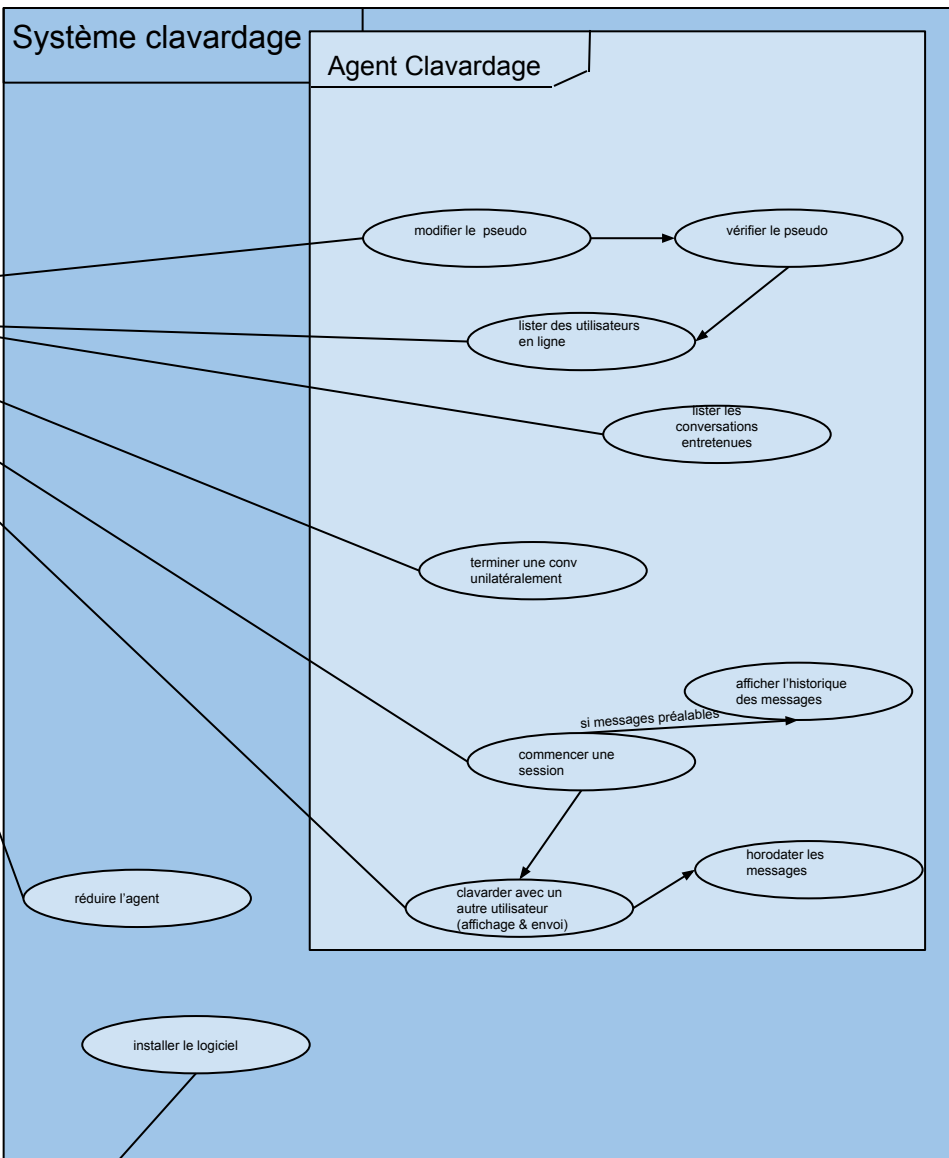 Système clavardage
Agent Clavardage
modifier le pseudo
vérifier le pseudo
lister des utilisateurs
en ligne
lister les
conversations
entretenues
terminer une conv
unilatéralement
afficher l'historique
des messages
si messages préalables
commencer une
session
horodater les
messages
clavarder avec un
autre utilisateur
(affichage & envoi)
réduire l'agent
installer le logiciel